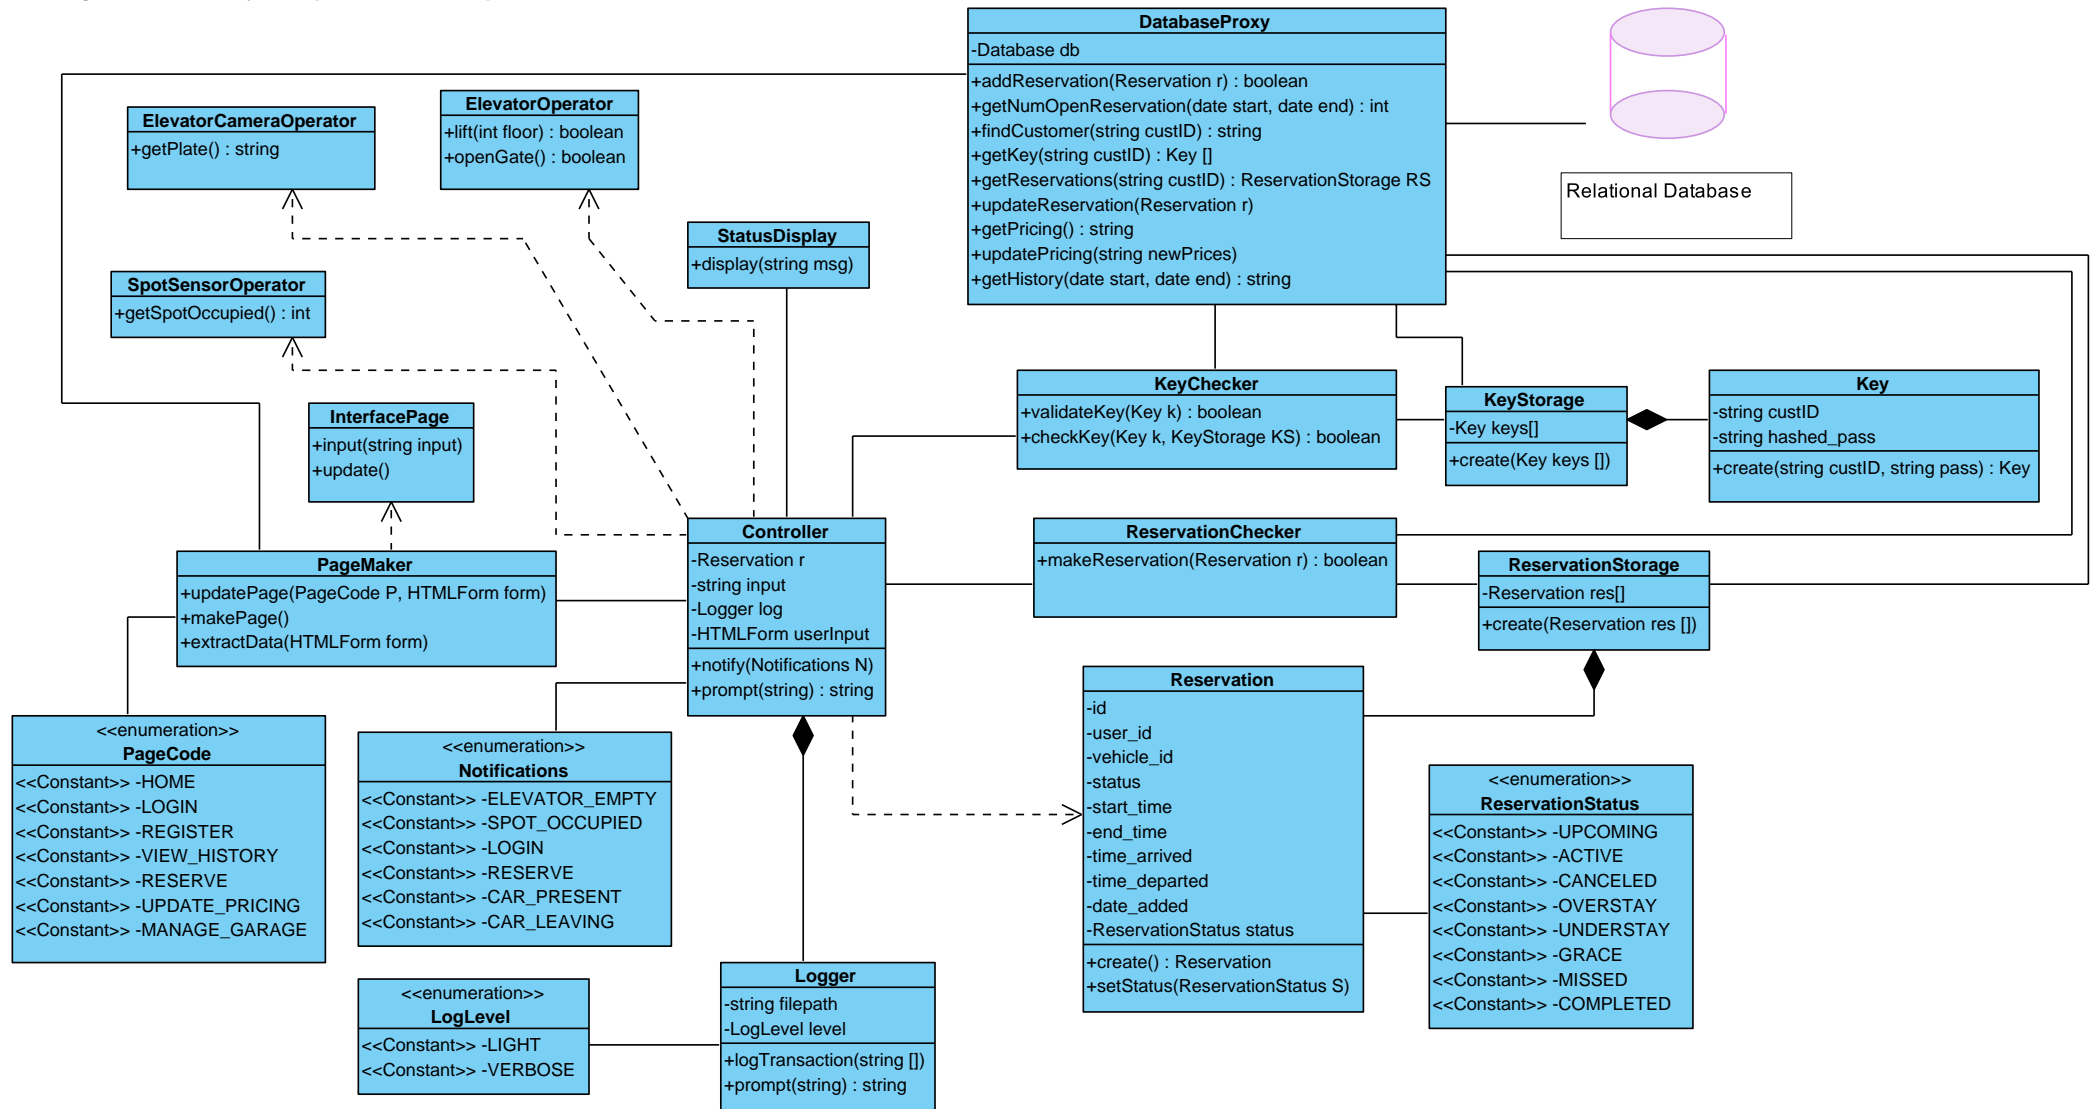 DatabaseProxy
-Database db
+addReservation(Reservation r) : boolean
+getNumOpenReservation(date start, date end) : int
+findCustomer(string custID) : string
+getKey(string custID) : Key []
+getReservations(string custID) : ReservationStorage RS
+updateReservation(Reservation r)
+getPricing() : string
+updatePricing(string newPrices)
+getHistory(date start, date end) : string
Relational Database
ElevatorCameraOperator
+getPlate() : string
ElevatorOperator
+lift(int floor) : boolean
+openGate() : boolean
StatusDisplay
+display(string msg)
SpotSensorOperator
+getSpotOccupied() : int
InterfacePage
+input(string input)
+update()
KeyChecker
+validateKey(Key k) : boolean
+checkKey(Key k, KeyStorage KS) : boolean
KeyStorage
-Key keys[]
+create(Key keys [])
Key
-string custID
-string hashed_pass
+create(string custID, string pass) : Key
PageMaker
+updatePage(PageCode P, HTMLForm form)
+makePage()
+extractData(HTMLForm form)
Controller
-Reservation r
-string input
-Logger log
-HTMLForm userInput
+notify(Notifications N)
+prompt(string) : string
ReservationChecker
+makeReservation(Reservation r) : boolean
ReservationStorage
-Reservation res[]
+create(Reservation res [])
<<enumeration>>
PageCode
<<Constant>> -HOME
<<Constant>> -LOGIN
<<Constant>> -REGISTER
<<Constant>> -VIEW_HISTORY
<<Constant>> -RESERVE
<<Constant>> -UPDATE_PRICING
<<Constant>> -MANAGE_GARAGE
<<enumeration>>
Notifications
<<Constant>> -ELEVATOR_EMPTY
<<Constant>> -SPOT_OCCUPIED
<<Constant>> -LOGIN
<<Constant>> -RESERVE
<<Constant>> -CAR_PRESENT
<<Constant>> -CAR_LEAVING
Reservation
-id
-user_id
-vehicle_id
-status
-start_time
-end_time
-time_arrived
-time_departed
-date_added
-ReservationStatus status
+create() : Reservation
+setStatus(ReservationStatus S)
<<enumeration>>
ReservationStatus
<<Constant>> -UPCOMING
<<Constant>> -ACTIVE
<<Constant>> -CANCELED
<<Constant>> -OVERSTAY
<<Constant>> -UNDERSTAY
<<Constant>> -GRACE
<<Constant>> -MISSED
<<Constant>> -COMPLETED
<<enumeration>>
LogLevel
<<Constant>> -LIGHT
<<Constant>> -VERBOSE
Logger
-string filepath
-LogLevel level
+logTransaction(string [])
+prompt(string) : string